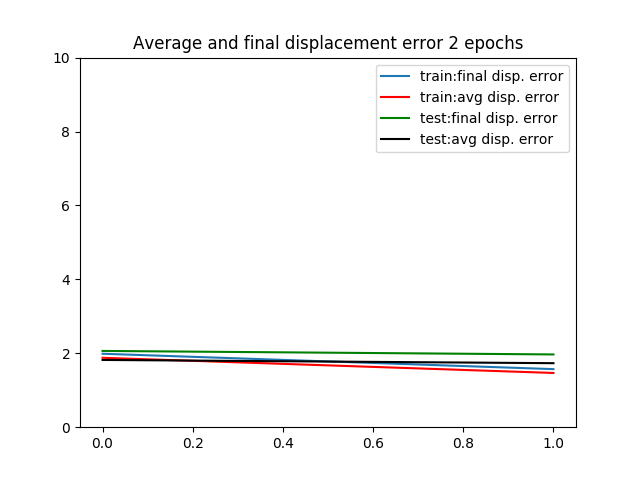 Average and final displacement error 2 epochs
train:final disp. error
train:avg disp. error
test:final disp. error
test:avg disp. error
10
8
6
4
2
0
0.0 0.2 0.4 0.6 0.8 1.0